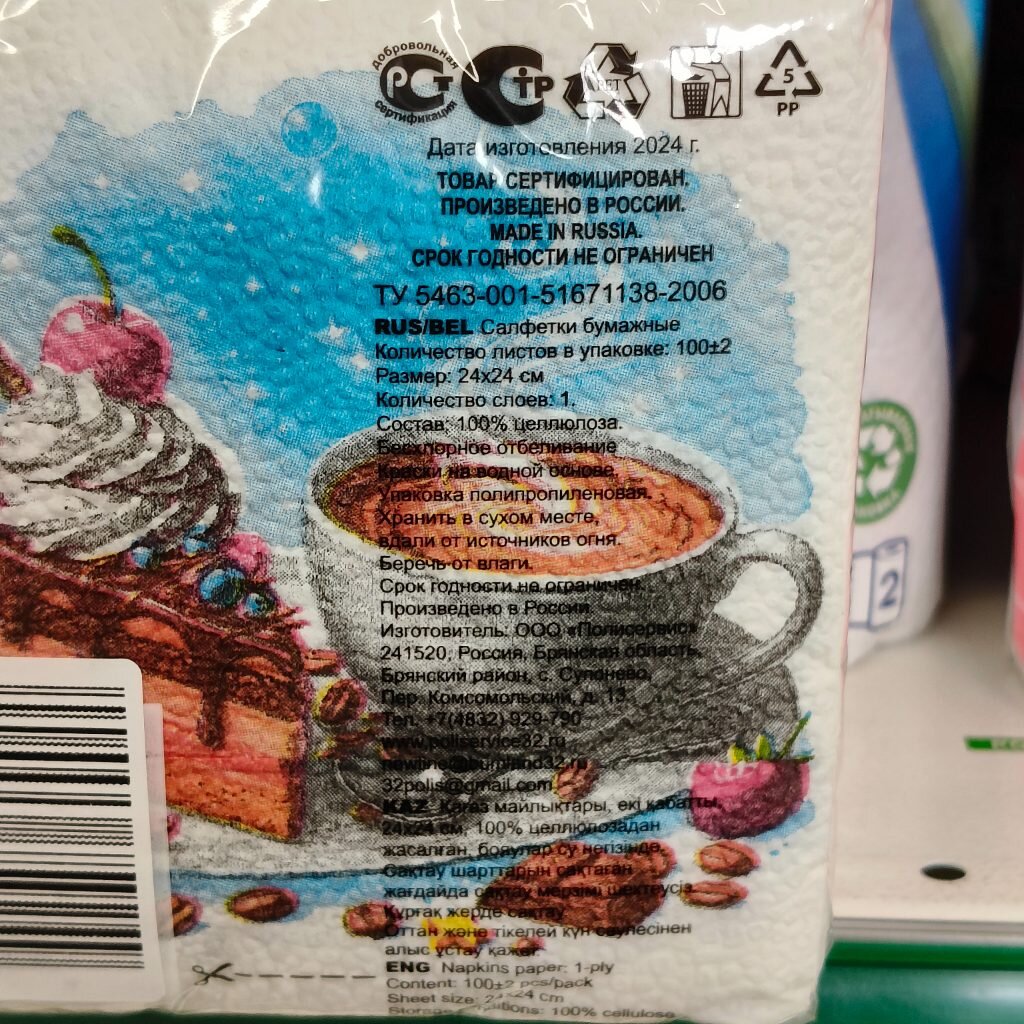 добровольная
РСТ
сертификация
СТР
PET
5
PP
Дата изготовления 2024 г.
ТОВАР СЕРТИФИЦИРОВАН.
ПРОИЗВЕДЕНО В РОССИИ.
MADE IN RUSSIA.
СРОК ГОДНОСТИ НЕ ОГРАНИЧЕН
ТУ 5463-001-51671138-2006
RUS/BEL Салфетки бумажные
Количество листов в упаковке: 100±2
Размер: 24х24 см
Количество слоев: 1.
Состав: 100% целлюлоза.
Бесхлорное отбеливание
Краски на водной основе.
Упаковка полипропиленовая.
Хранить в сухом месте,
вдали от источников огня.
Беречь от влаги.
Срок годности не ограничен.
Произведено в России
Изготовитель: ООО «Полисервис»
241520, Россия, Брянская область,
Брянский район, с. Супонево,
Пер. Комсомольский, д. 13
Тел. +7(4832) 929-790
www.poliservice32.ru
32polis@gmail.com
KAZ Қағаз майлықтары, екі қабатты,
24х24 см, 100% целлюлозадан
жасалған, бояулар су негізінде.
Сақтау шарттарын сақтаған
жағдайда сақтау мерзімі шектеусіз.
Құрғақ жерде сақтау
Оттан және тікелей күн сәулесінен
алыс ұстау қажет.
ENG Napkins paper: 1-ply
Content: 100±2 pcs/pack
Sheet size: 24x24 cm
100% cellulose
2